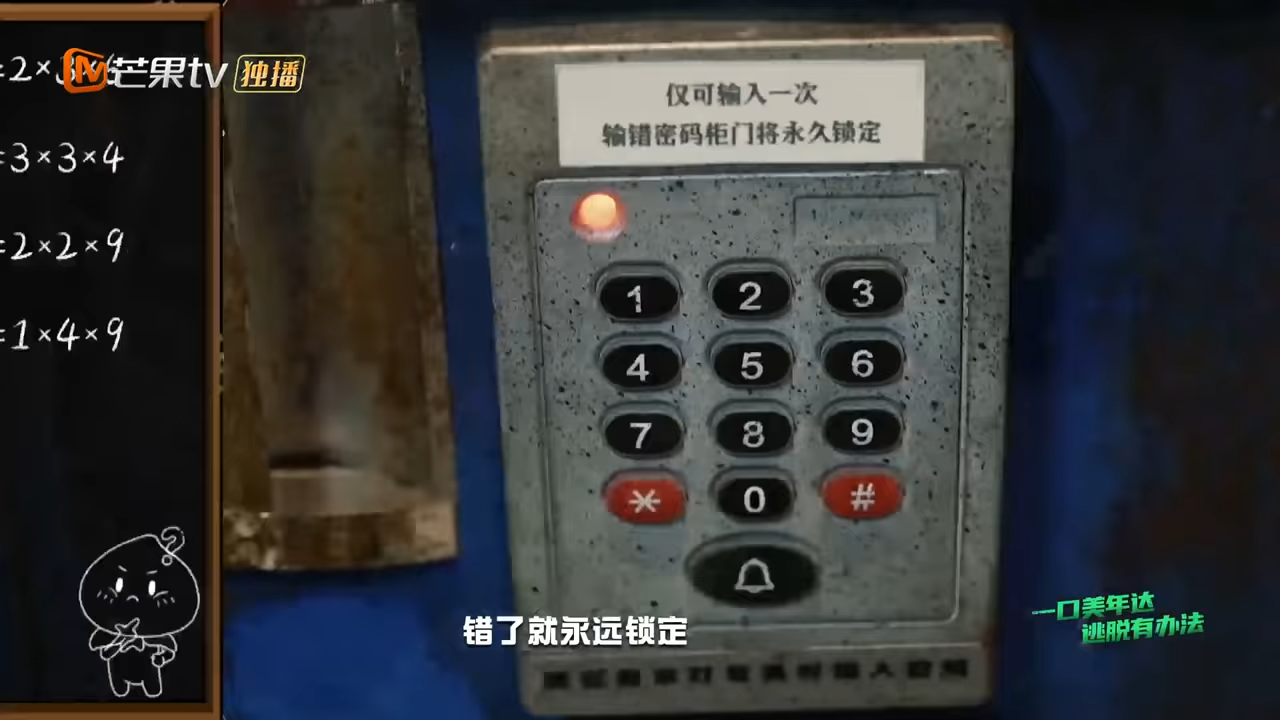 =2×3×6
芒果tv 独播
=3×3×4
=2×2×9
=1×4×9
仅可输入一次
输错密码柜门将永久锁定
1 2 3
4 5 6
7 8 9
* 0 #
错了就永远锁定
一口美年达
逃脱有办法